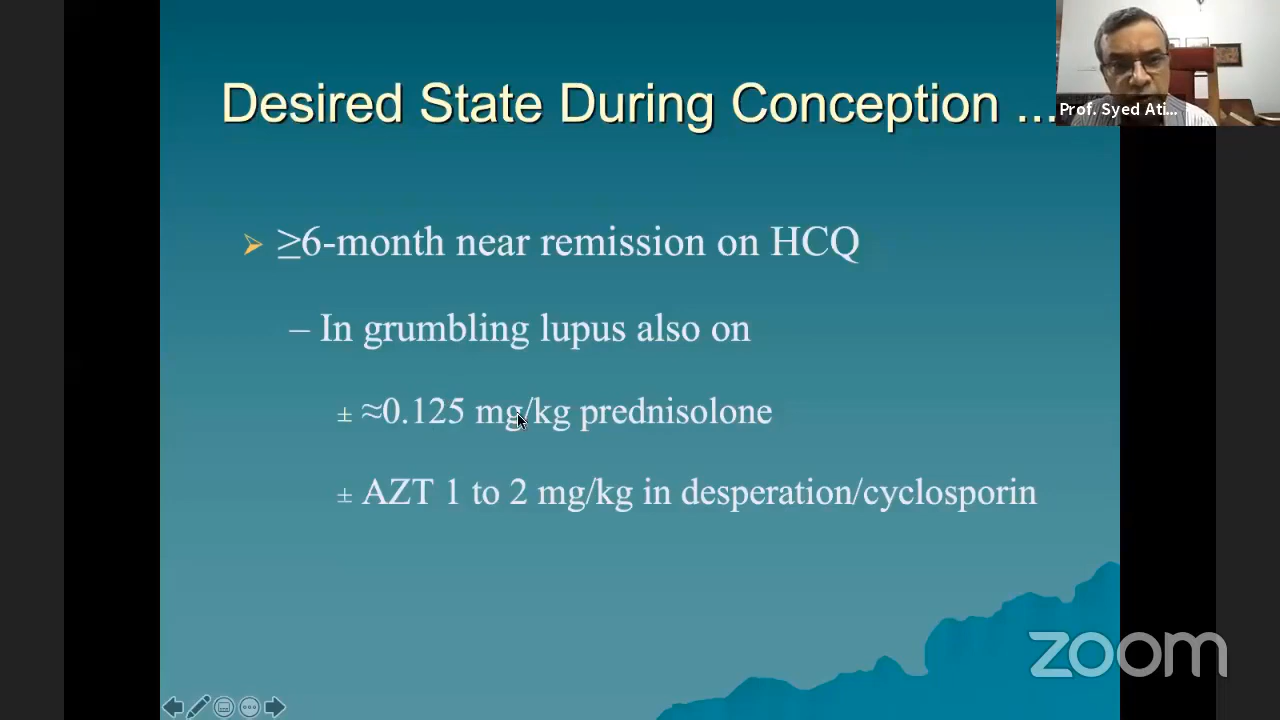 Desired State During Conception ...
Prof. Syed Ati...
≥6-month near remission on HCQ
– In grumbling lupus also on
± ≈0.125 mg/kg prednisolone
± AZT 1 to 2 mg/kg in desperation/cyclosporin
zoom